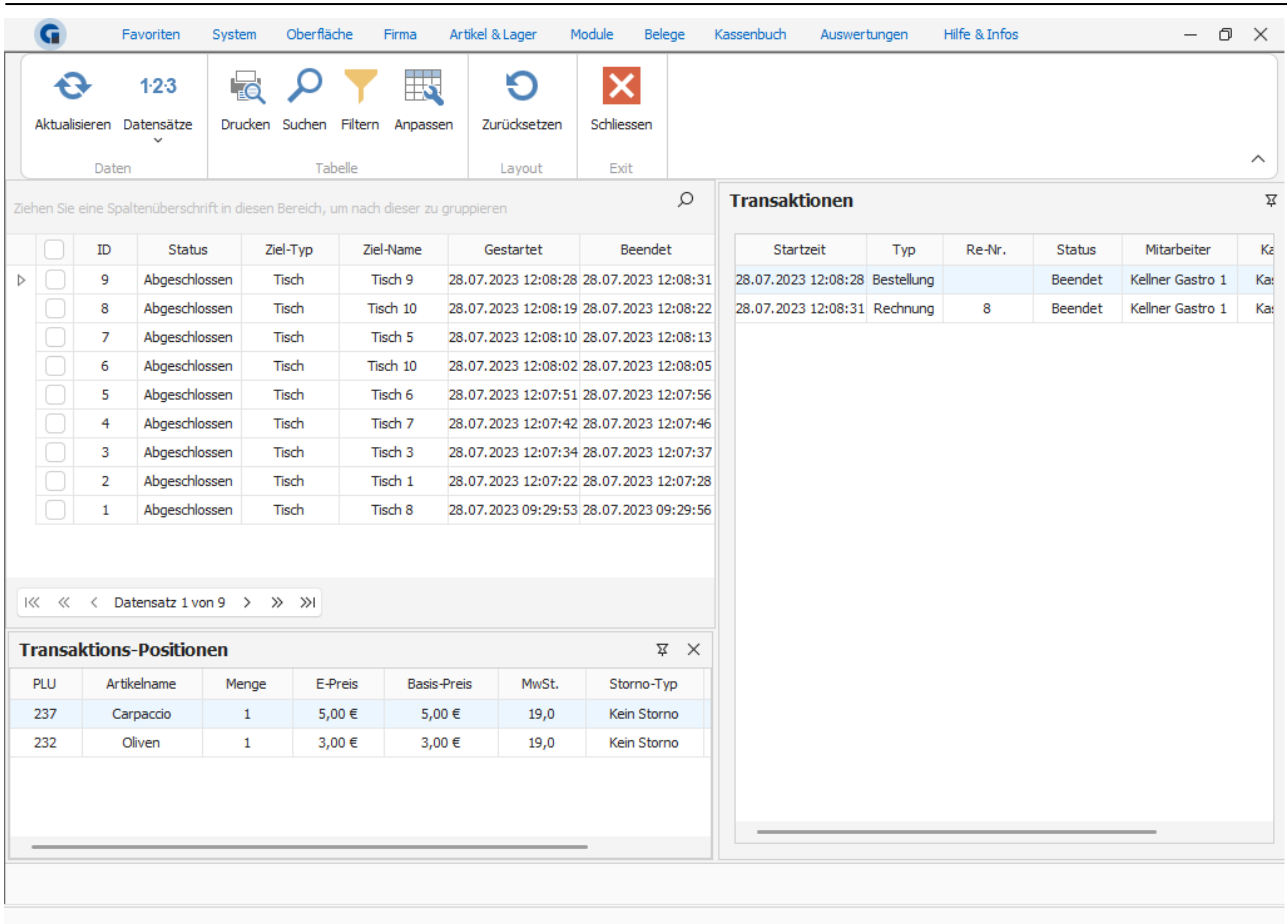 Favoriten System Oberfläche Firma Artikel & Lager Module Belege Kassenbuch Auswertungen Hilfe & Infos
1·2·3
Aktualisieren Datensätze Drucken Suchen Filtern Anpassen Zurücksetzen Schliessen
Daten Tabelle Layout Exit
Ziehen Sie eine Spaltenüberschrift in diesen Bereich, um nach dieser zu gruppieren
ID Status Ziel-Typ Ziel-Name Gestartet Beendet
9 Abgeschlossen Tisch Tisch 9 28.07.2023 12:08:28 28.07.2023 12:08:31
8 Abgeschlossen Tisch Tisch 10 28.07.2023 12:08:19 28.07.2023 12:08:22
7 Abgeschlossen Tisch Tisch 5 28.07.2023 12:08:10 28.07.2023 12:08:13
6 Abgeschlossen Tisch Tisch 10 28.07.2023 12:08:02 28.07.2023 12:08:05
5 Abgeschlossen Tisch Tisch 6 28.07.2023 12:07:51 28.07.2023 12:07:56
4 Abgeschlossen Tisch Tisch 7 28.07.2023 12:07:42 28.07.2023 12:07:46
3 Abgeschlossen Tisch Tisch 3 28.07.2023 12:07:34 28.07.2023 12:07:37
2 Abgeschlossen Tisch Tisch 1 28.07.2023 12:07:22 28.07.2023 12:07:28
1 Abgeschlossen Tisch Tisch 8 28.07.2023 09:29:53 28.07.2023 09:29:56
Datensatz 1 von 9
Transaktions-Positionen
PLU Artikelname Menge E-Preis Basis-Preis MwSt. Storno-Typ
237 Carpaccio 1 5,00 € 5,00 € 19,0 Kein Storno
232 Oliven 1 3,00 € 3,00 € 19,0 Kein Storno
Transaktionen
Startzeit Typ Re-Nr. Status Mitarbeiter Ka
28.07.2023 12:08:28 Bestellung Beendet Kellner Gastro 1 Kas
28.07.2023 12:08:31 Rechnung 8 Beendet Kellner Gastro 1 Kas